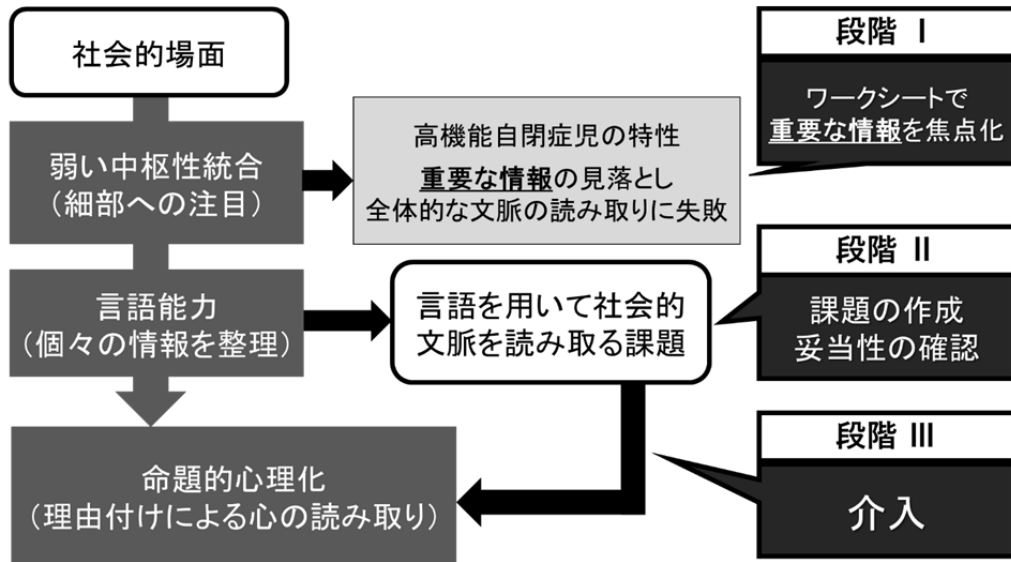 社会的場面
弱い中枢性統合
（細部への注目）
高機能自閉症児の特性
重要な情報の見落とし
全体的な文脈の読み取りに失敗
段階 Ⅰ
ワークシートで
重要な情報を焦点化
言語能力
（個々の情報を整理）
言語を用いて社会的
文脈を読み取る課題
段階 Ⅱ
課題の作成
妥当性の確認
命題的心理化
（理由付けによる心の読み取り）
段階 Ⅲ
介入